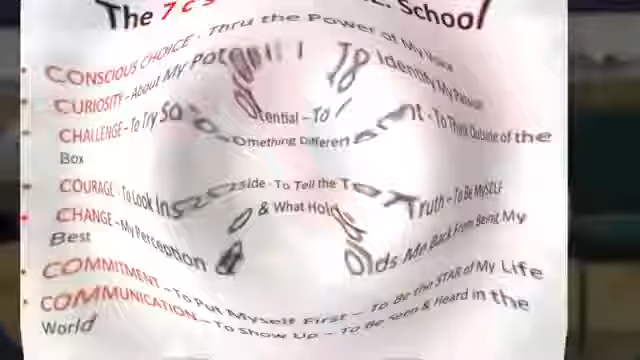 The 7 C's School
CONSCIOUS CHOICE - Thru the Power of My Voice
CURIOSITY - About My Potential - To Identify My Passion
CHALLENGE - To Try Something Different - To Think Outside of the
Box
COURAGE - To Look Inside - To Tell the Truth - To Be MySELF
CHANGE - My Perception & What Holds Me Back From Being My
Best
COMMITMENT - To Put Myself First - To Be the STAR of My Life
COMMUNICATION - To Show Up - To Be Seen & Heard in the
World